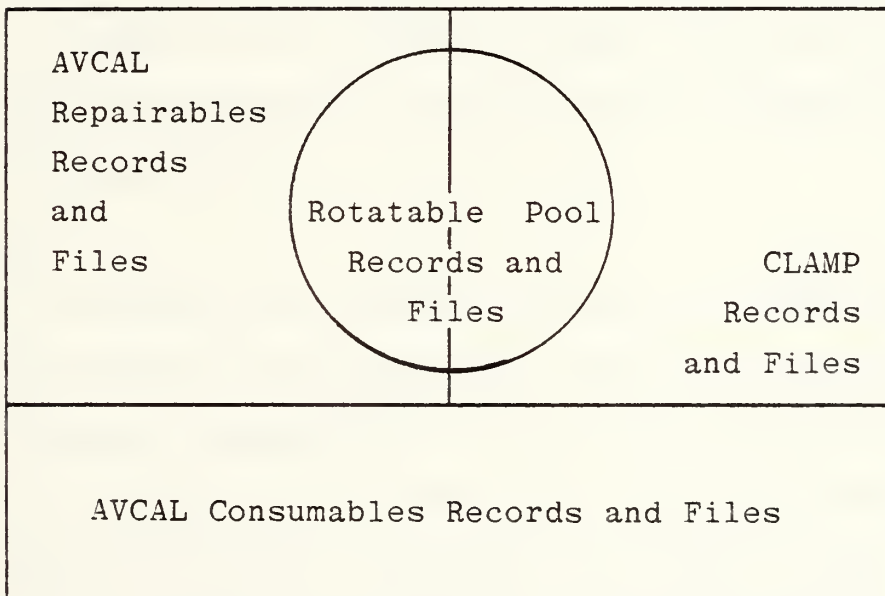 AVCAL
Repairables
Records
and
Files
Rotatable Pool
Records and
Files
CLAMP
Records
and Files
AVCAL Consumables Records and Files